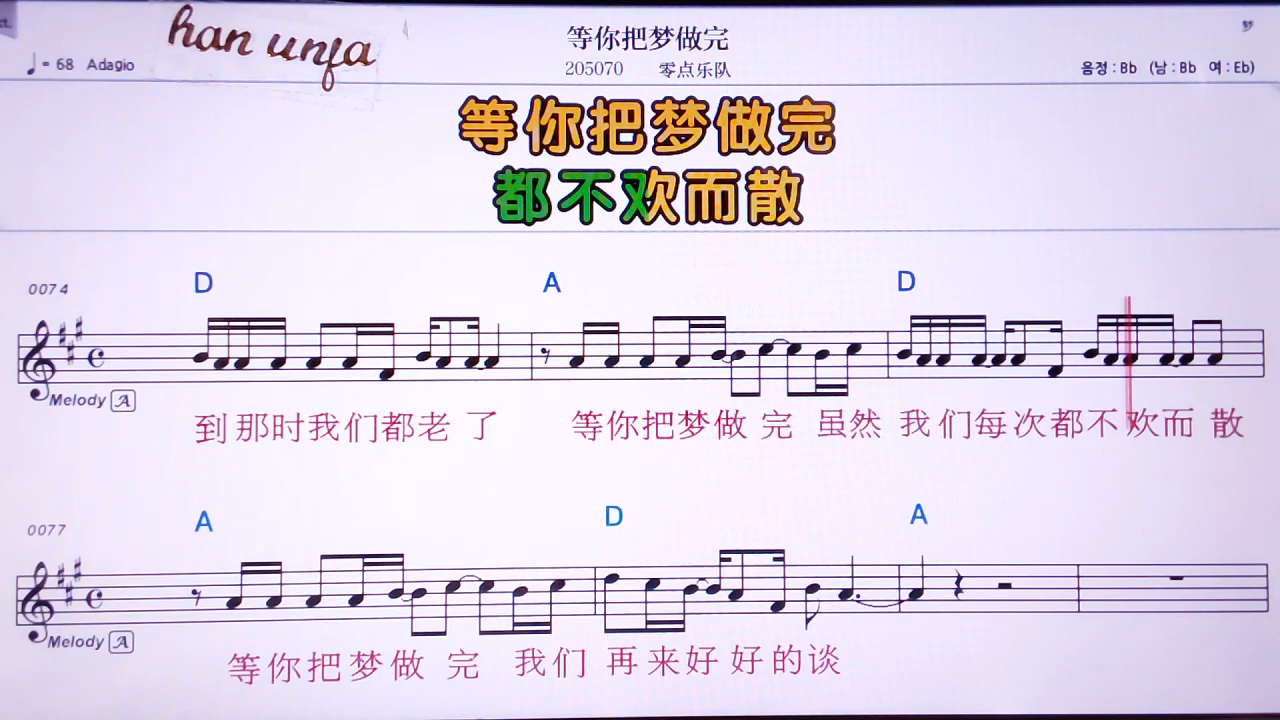 ct.
han unfa
等你把梦做完
梦
♩= 68 Adagio
205070 零点乐队
음정 : Bb (남 : Bb 여 : Eb)
等你把梦做完
都不欢而散
0074
D A D
Melody A
到那时我们都老了 等你把梦做完 虽然 我们每次都不欢而散
0077
A D A
Melody A
等你把梦做完 我们 再来好好的谈